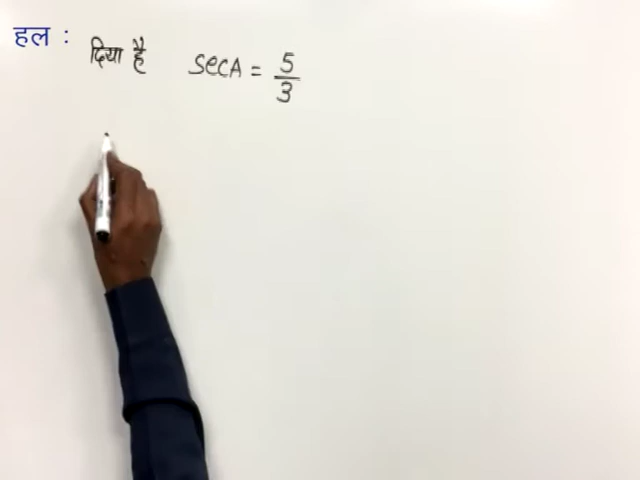 हल :
दिया है secA = 5/3